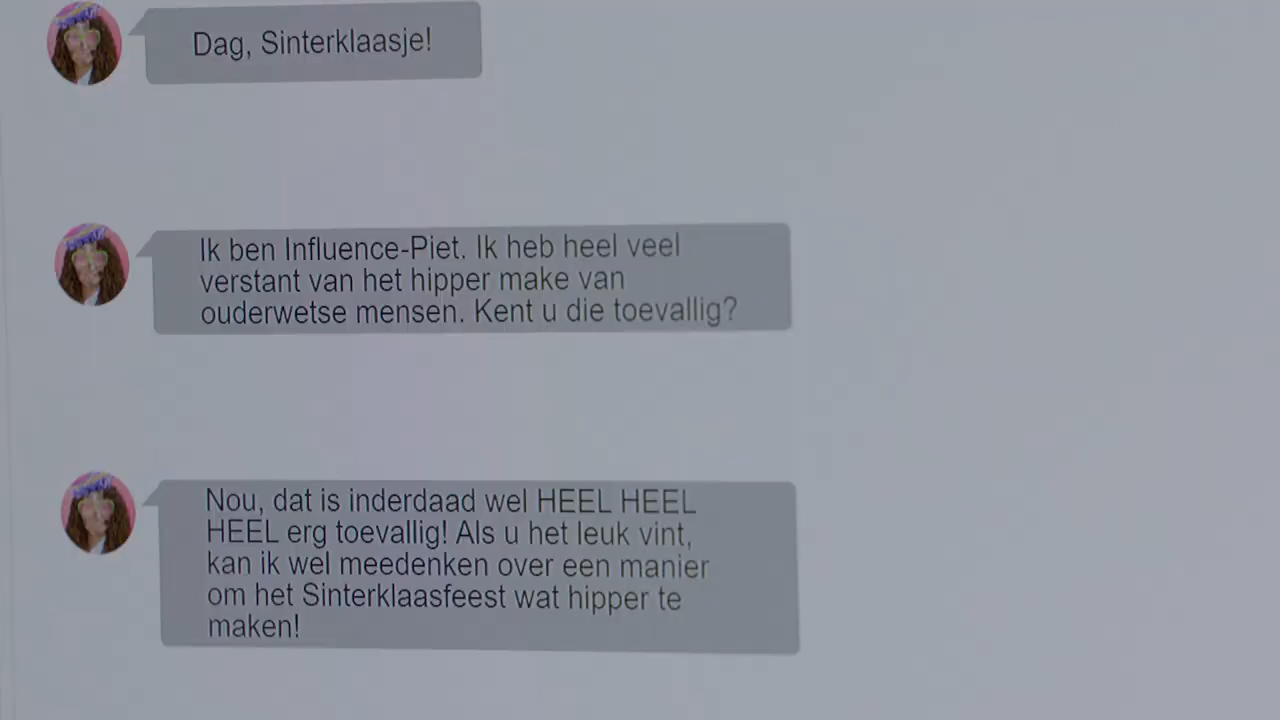 Dag, Sinterklaasje!
Ik ben Influence-Piet. Ik heb heel veel
verstant van het hipper make van
ouderwetse mensen. Kent u die toevallig?
Nou, dat is inderdaad wel HEEL HEEL
HEEL erg toevallig! Als u het leuk vint,
kan ik wel meedenken over een manier
om het Sinterklaasfeest wat hipper te
maken!